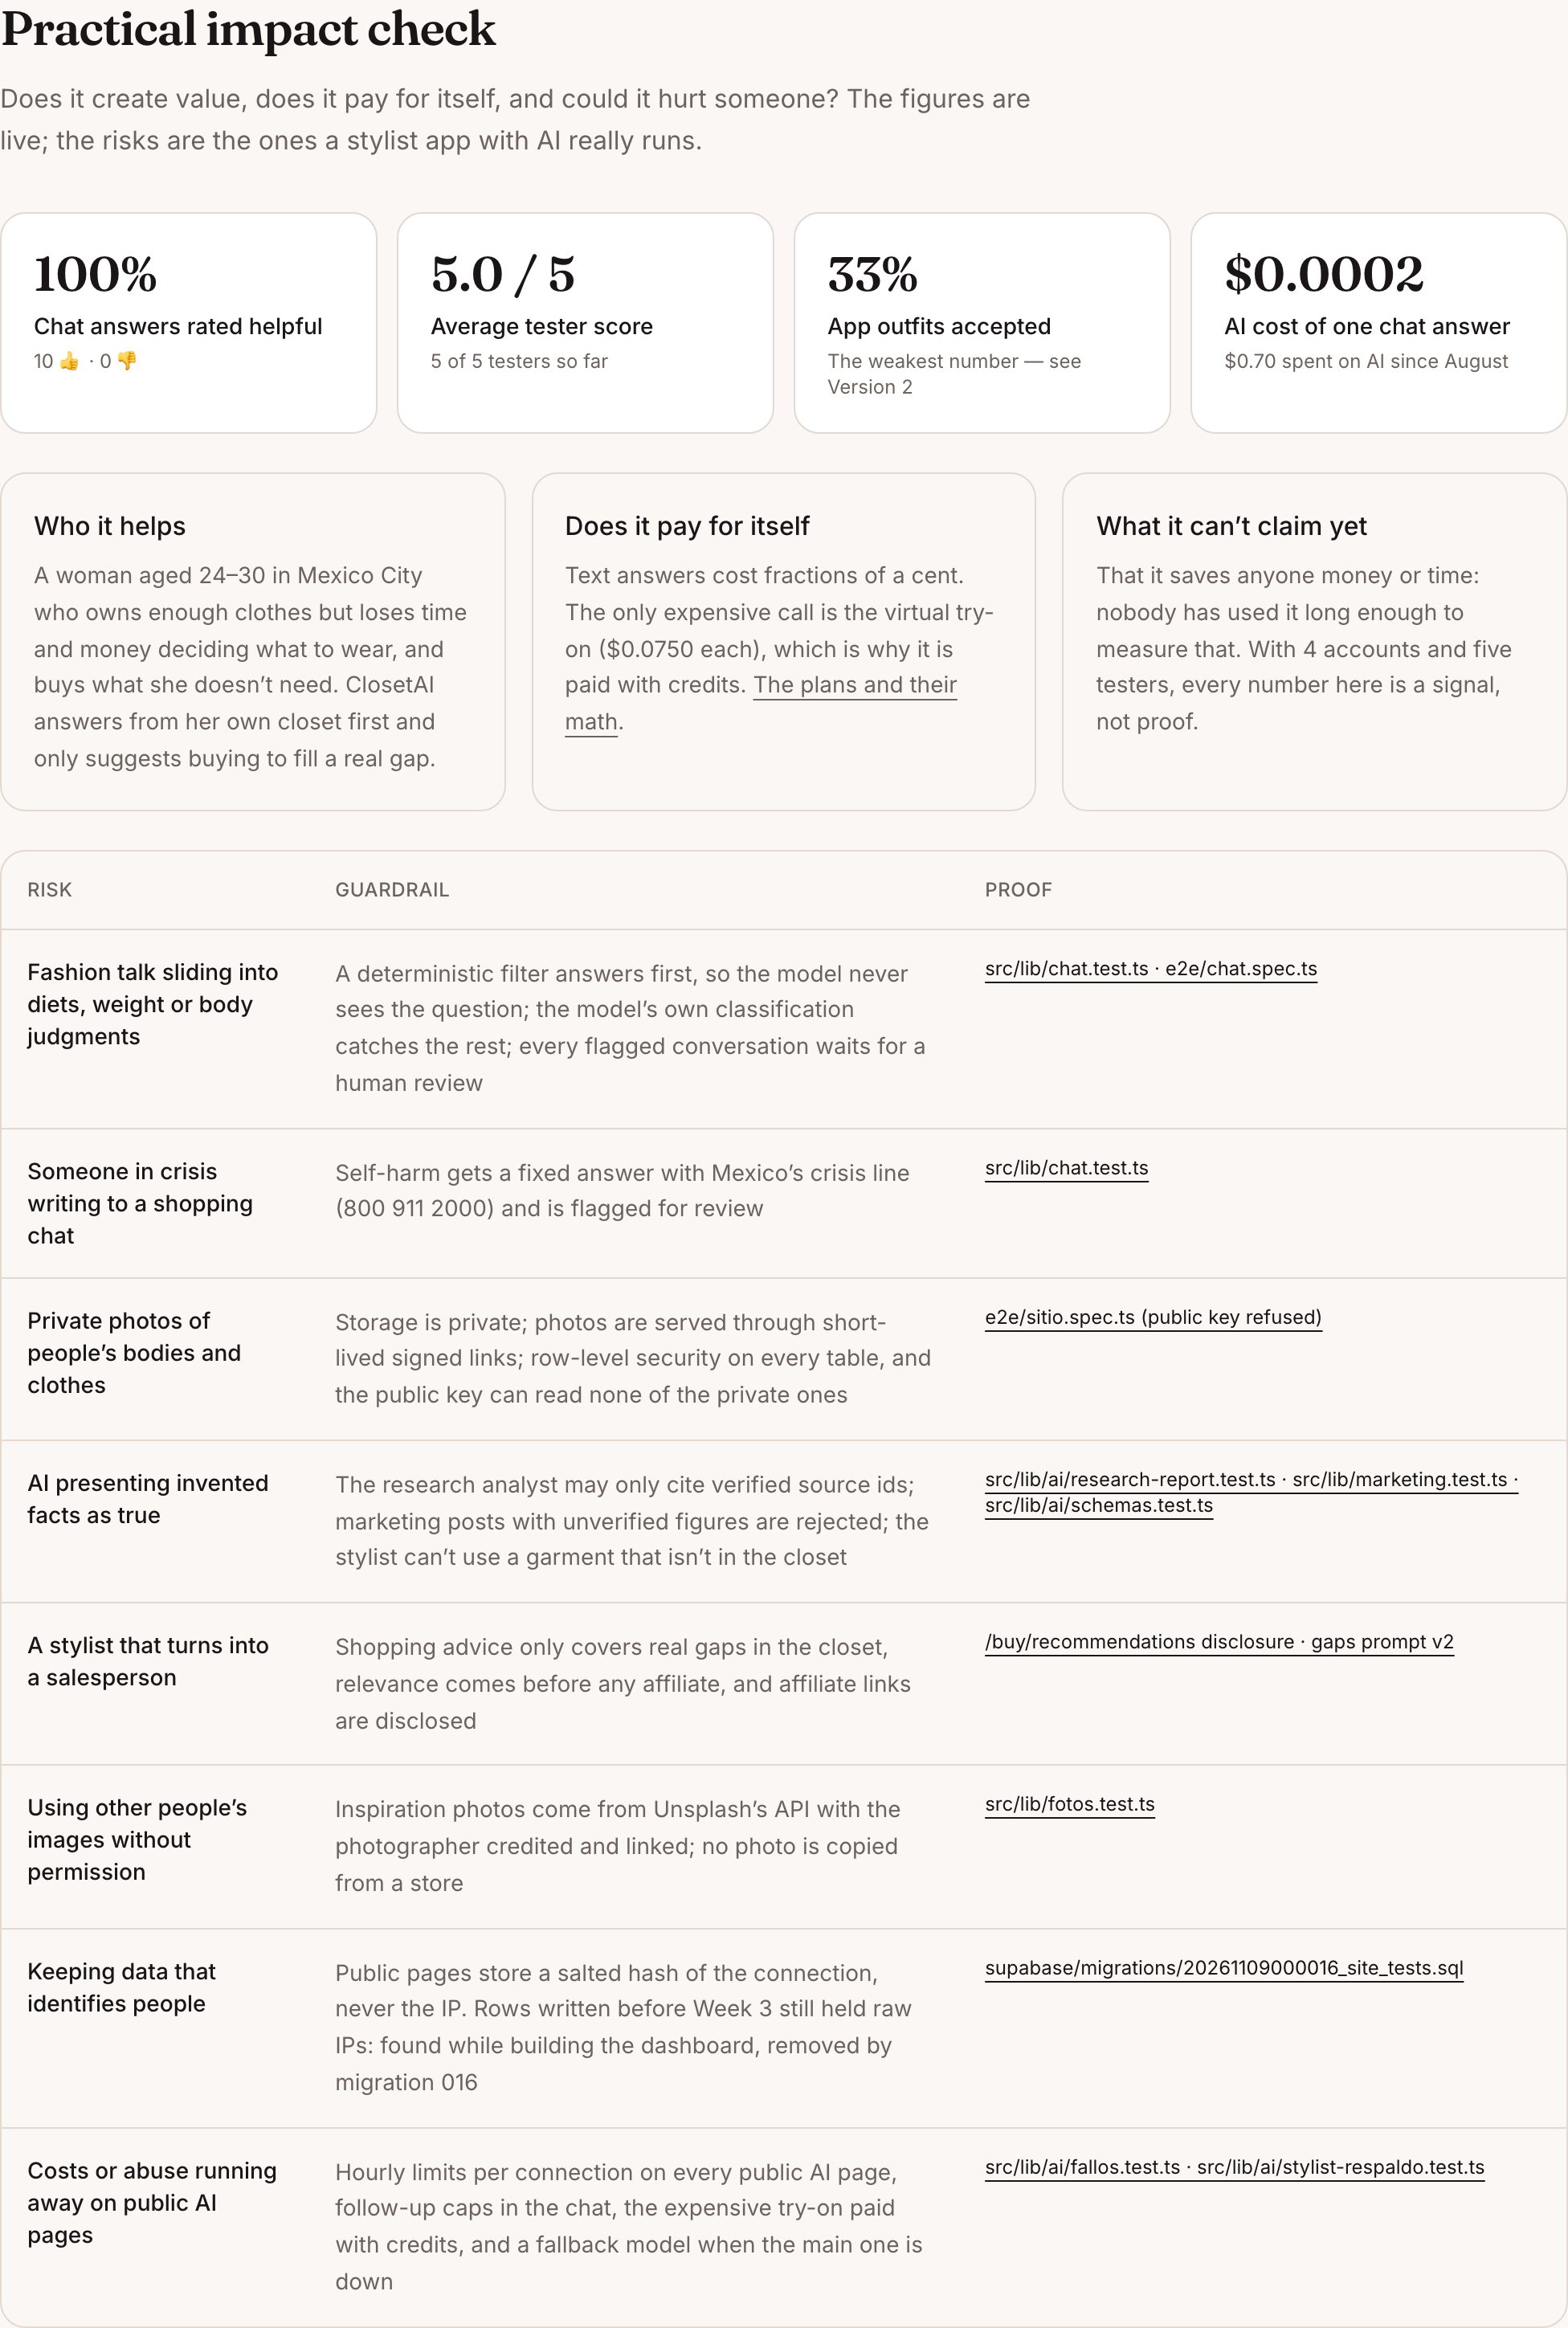 Practical impact check
Does it create value, does it pay for itself, and could it hurt someone? The figures are
live; the risks are the ones a stylist app with AI really runs.
100%
Chat answers rated helpful
10 👍 · 0 👎
5.0 / 5
Average tester score
5 of 5 testers so far
33%
App outfits accepted
The weakest number — see
Version 2
$0.0002
AI cost of one chat answer
$0.70 spent on AI since August
Who it helps
A woman aged 24–30 in Mexico City
who owns enough clothes but loses time
and money deciding what to wear, and
buys what she doesn’t need. ClosetAI
answers from her own closet first and
only suggests buying to fill a real gap.
Does it pay for itself
Text answers cost fractions of a cent.
The only expensive call is the virtual try-
on ($0.0750 each), which is why it is
paid with credits. The plans and their
math.
What it can’t claim yet
That it saves anyone money or time:
nobody has used it long enough to
measure that. With 4 accounts and five
testers, every number here is a signal,
not proof.
RISK
GUARDRAIL
PROOF
Fashion talk sliding into
diets, weight or body
judgments
A deterministic filter answers first, so the model never
sees the question; the model’s own classification
catches the rest; every flagged conversation waits for a
human review
src/lib/chat.test.ts · e2e/chat.spec.ts
Someone in crisis
writing to a shopping
chat
Self-harm gets a fixed answer with Mexico’s crisis line
(800 911 2000) and is flagged for review
src/lib/chat.test.ts
Private photos of
people’s bodies and
clothes
Storage is private; photos are served through short-
lived signed links; row-level security on every table, and
the public key can read none of the private ones
e2e/sitio.spec.ts (public key refused)
AI presenting invented
facts as true
The research analyst may only cite verified source ids;
marketing posts with unverified figures are rejected; the
stylist can’t use a garment that isn’t in the closet
src/lib/ai/research-report.test.ts · src/lib/marketing.test.ts ·
src/lib/ai/schemas.test.ts
A stylist that turns into
a salesperson
Shopping advice only covers real gaps in the closet,
relevance comes before any affiliate, and affiliate links
are disclosed
/buy/recommendations disclosure · gaps prompt v2
Using other people’s
images without
permission
Inspiration photos come from Unsplash’s API with the
photographer credited and linked; no photo is copied
from a store
src/lib/fotos.test.ts
Keeping data that
identifies people
Public pages store a salted hash of the connection,
never the IP. Rows written before Week 3 still held raw
IPs: found while building the dashboard, removed by
migration 016
supabase/migrations/20261109000016_site_tests.sql
Costs or abuse running
away on public AI
pages
Hourly limits per connection on every public AI page,
follow-up caps in the chat, the expensive try-on paid
with credits, and a fallback model when the main one is
down
src/lib/ai/fallos.test.ts · src/lib/ai/stylist-respaldo.test.ts